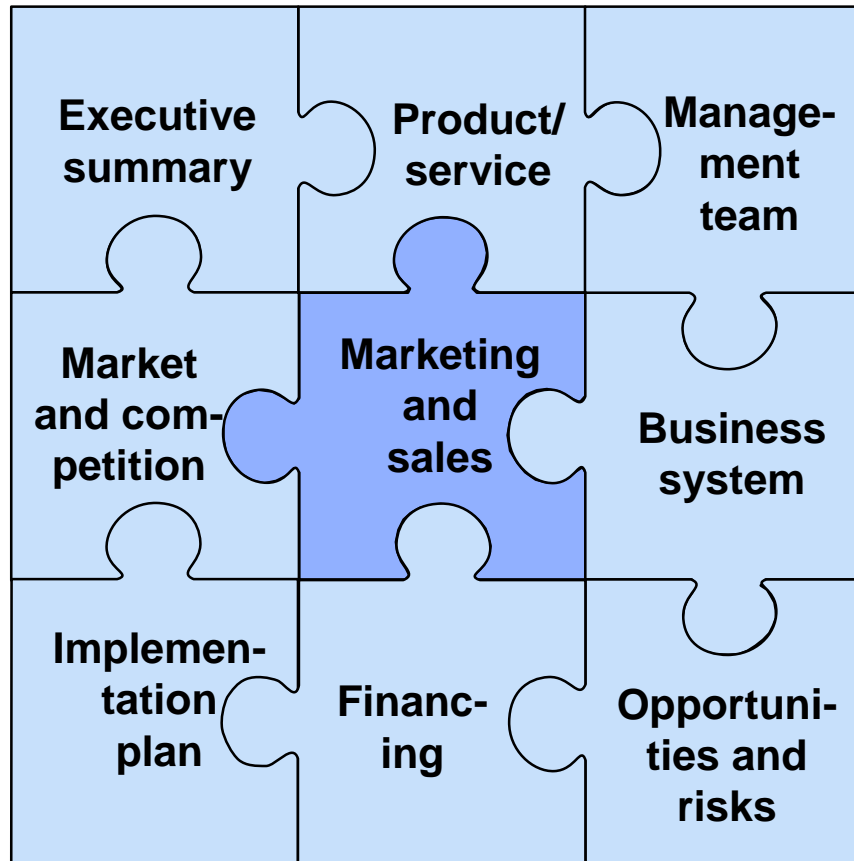 Executive
summary
Product/
service
Manage-
ment
team
Market
and com-
petition
Marketing
and
sales
Business
system
Implemen-
tation
plan
Financ-
ing
Opportuni-
ties and
risks